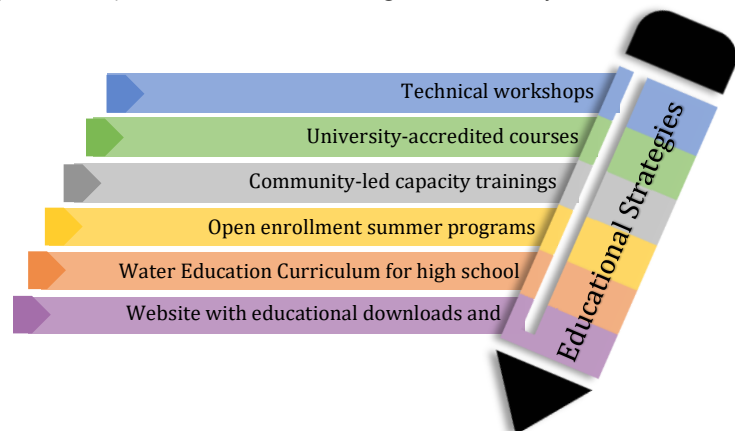 Technical workshops
University-accredited courses
Community-led capacity trainings
Open enrollment summer programs
Water Education Curriculum for high school
Website with educational downloads and
Educational Strategies